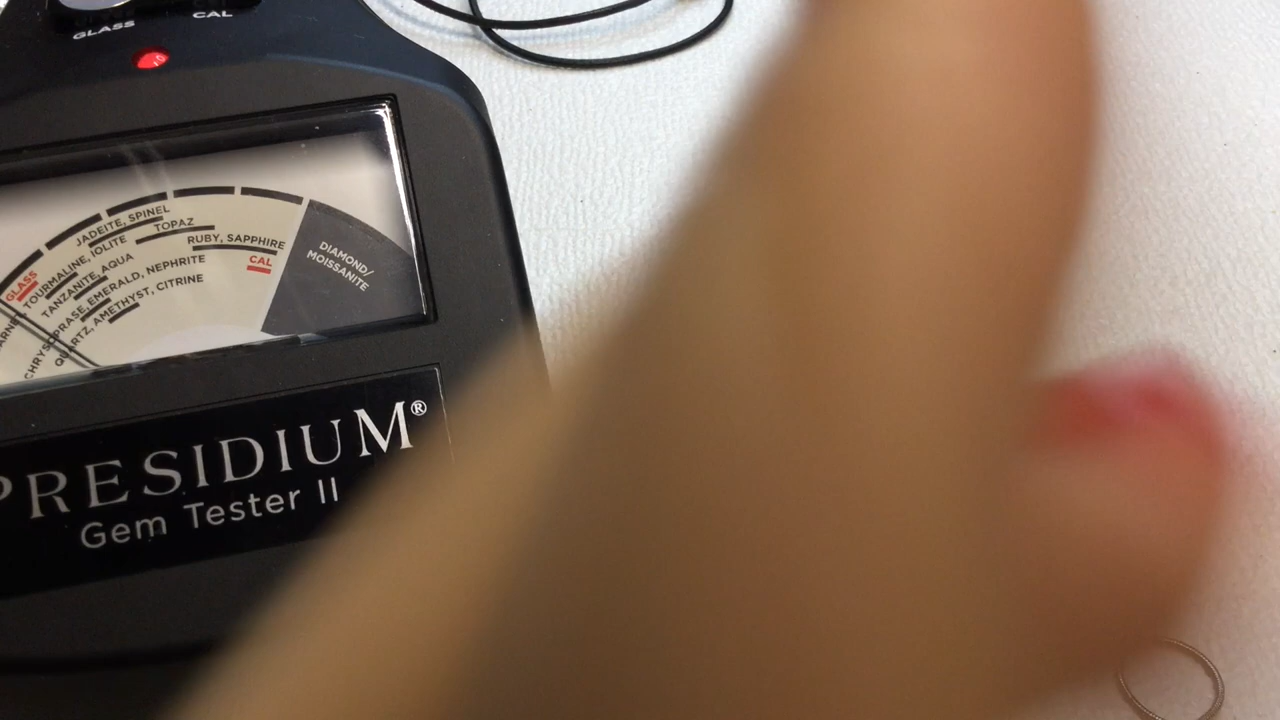 GLASS
CAL
JADEITE, SPINEL
TOPAZ
RUBY, SAPPHIRE
CAL
DIAMOND/
MOISSANITE
GLASS
TOURMALINE, IOLITE
TANZANITE, AQUA
EMERALD, NEPHRITE
QUARTZ, AMETHYST, CITRINE
PRESIDIUM®
Gem Tester II